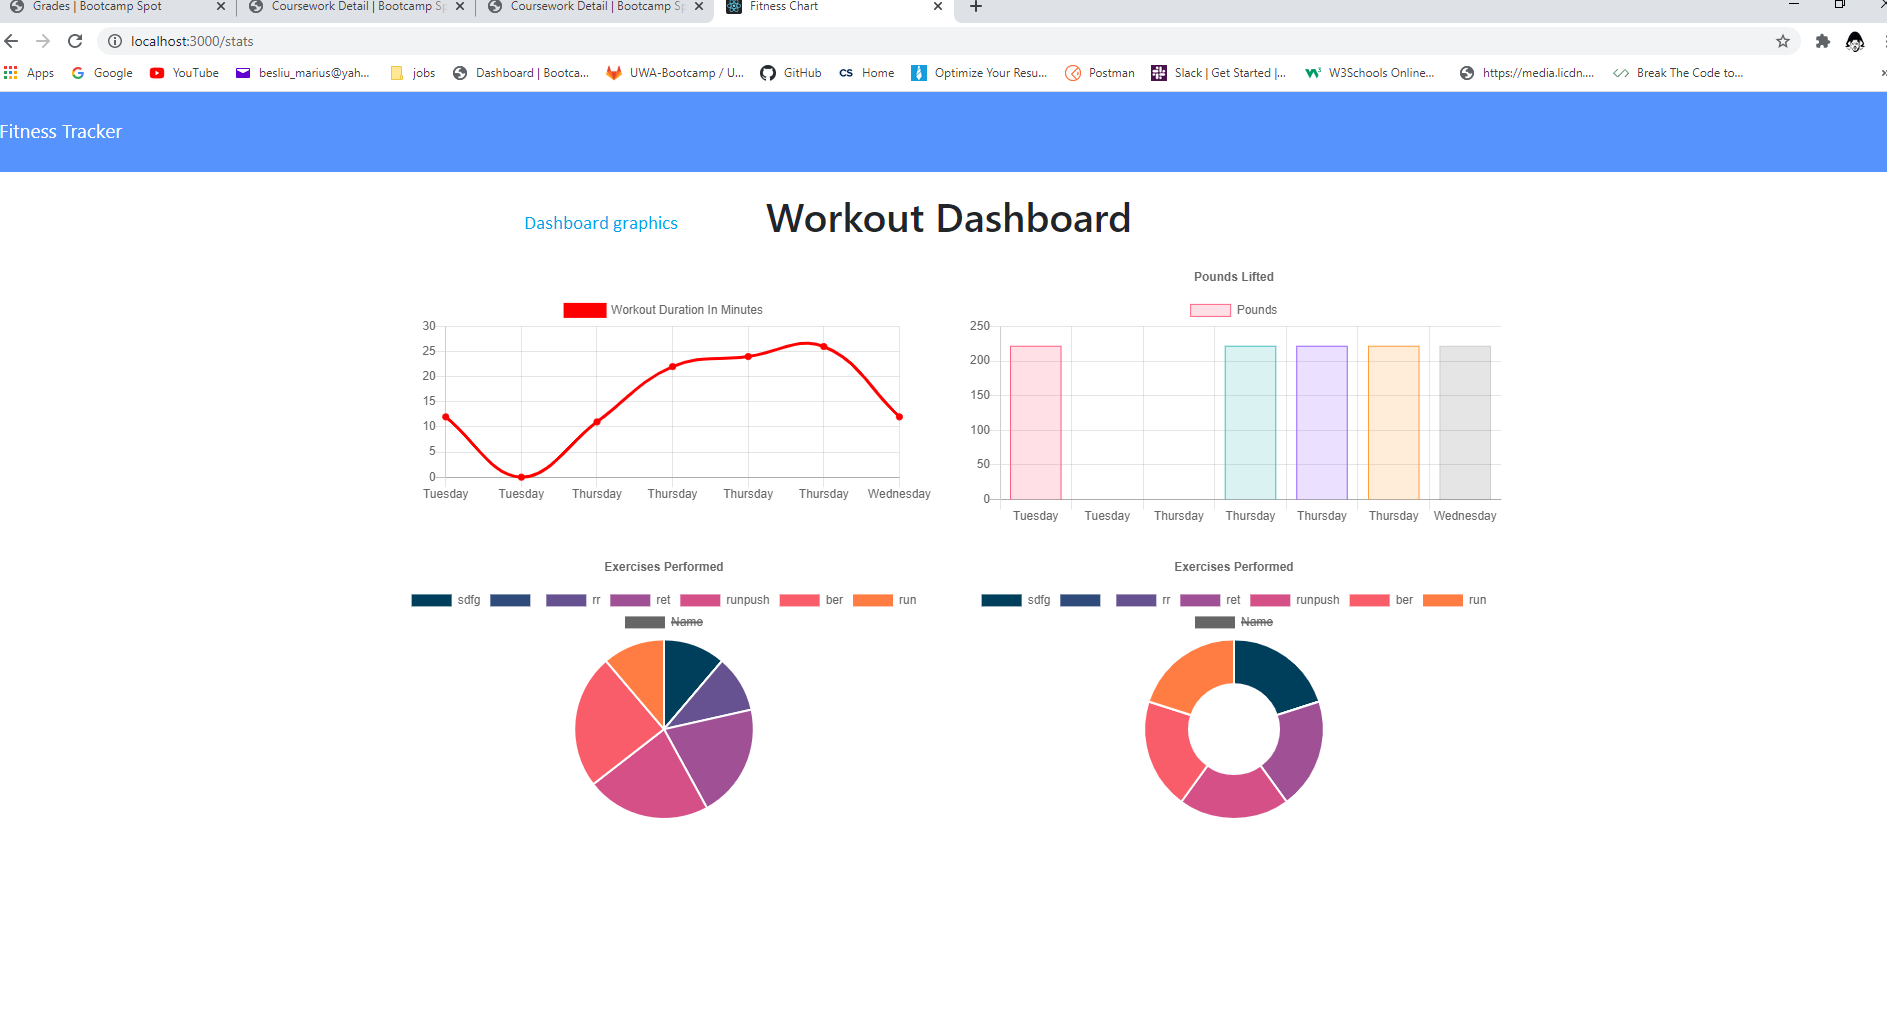 Grades | Bootcamp Spot
Coursework Detail | Bootcamp Sp
Coursework Detail | Bootcamp Sp
Fitness Chart
localhost:3000/stats
Apps Google YouTube besliu_marius@yah... jobs Dashboard | Bootca... UWA-Bootcamp / U... GitHub CS Home Optimize Your Resu... Postman Slack | Get Started |... W3Schools Online... https://media.licdn.... Break The Code to... »
Fitness Tracker
Dashboard graphics
Workout Dashboard
Workout Duration In Minutes
30
25
20
15
10
5
0
Tuesday Tuesday Thursday Thursday Thursday Thursday Wednesday
Pounds Lifted
Pounds
250
200
150
100
50
0
Tuesday Tuesday Thursday Thursday Thursday Thursday Wednesday
Exercises Performed
sdfg rr ret runpush ber run
Name
Exercises Performed
sdfg rr ret runpush ber run
Name